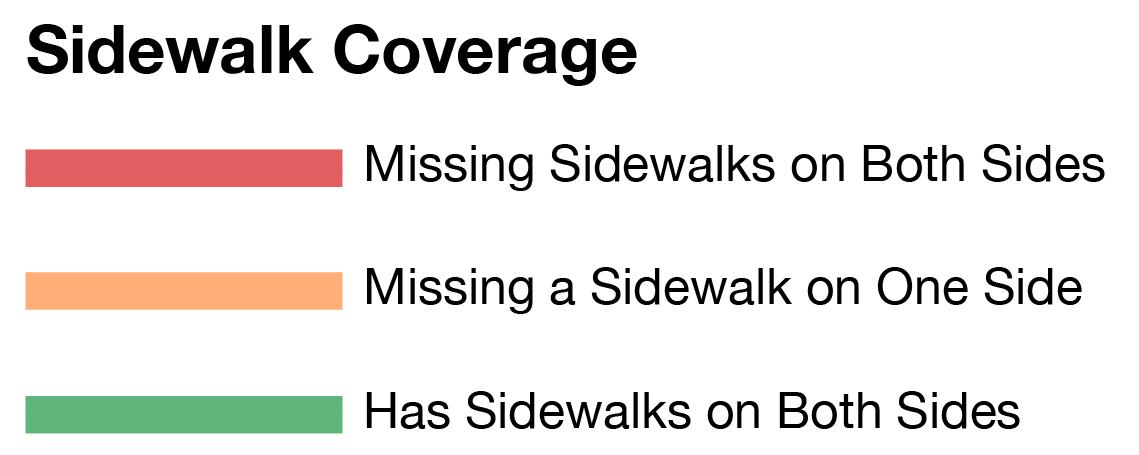 Sidewalk Coverage
Missing Sidewalks on Both Sides
Missing a Sidewalk on One Side
Has Sidewalks on Both Sides